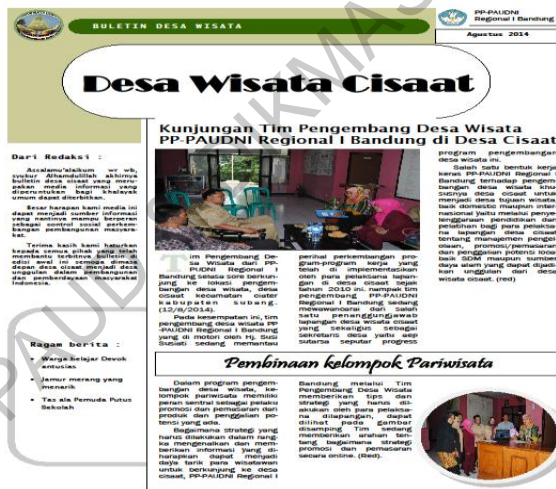 BULETIN DESA WISATA
PP-PAUDNI
Regional I Bandung
Agustus 2014
Desa Wisata Cisaat
Kunjungan Tim Pengembang Desa Wisata
PP-PAUDNI Regional I Bandung di Desa Cisaat
Dari Redaksi :
Assalamu'alaikum wr wb,
syukur Alhamdulillah akhirnya
bulletin desa cisaat yang meru-
pakan media informasi yang
diperuntukan bagi khalayak
umum dapat diterbitkan.
Besar harapan kami media ini
dapat menjadi sumber informasi
yang nantinya mampu berperan
sebagai control sosial perkem-
bangan pembangunan masyara-
kat.
Terima kasih kami haturkan
kepada semua pihak yang telah
membantu terbitnya bulletin di
edisi awal ini semoga dimasa
depan desa cisaat menjadi desa
unggulan dalam pembangunan
dan pemberdayaan masyarakat
Indonesia.
Ragam berita :
• Warga belajar Devok
antusias
• Jamur merang yang
menarik
• Tas ala Pemuda Putus
Sekolah
im Pengembang De-
sa Wisata dari PP-
PUDNI Regional I
Bandung selasa sore berkun-
jung ke lokasi pengem-
bangan desa wisata, desa
cisaat kecamatan ciater
kabupaten subang.
(12/8/2014).
Pada kesempatan ini, tim
pengembang desa wisata PP
-PAUDNI Regional I Bandung
yang di motori oleh Hj. Susi
Susiati sedang memantau
perihal perkembangan pro-
gram-program kerja yang
telah di implementasikan
oleh para pelaksana lapan-
gan di desa cisaat sejak
tahun 2010 ini. nampak tim
pengembang PP-PAUDNI
Regional I Bandung sedang
mewawancarai dari salah
satu penanggungjawab
lapangan desa wisata cisaat
yang sekaligus sebagai
sekretaris desa yaitu aep
sutarsa seputar progress
program pengembangan
desa wisata ini.
Salah satu bentuk kerja
keras PP-PAUDNI Regional I
Bandung terhadap pengem-
bangan desa wisata khu-
susnya desa cisaat untuk
menjadi desa tujuan wisata,
baik domestic maupun inter-
nasional yaitu melalui penye-
lenggaraan pendidikan dan
pelatihan bagi para pelaksa-
na lapangan desa cisaat
tentang manajemen penge-
olaan, promosi/pemasaran
dan penggalian potensi local
baik SDM maupun sumber
daya alam yang dapat dijadi-
kan unggulan dari desa
wisata cisaat. (red)
Pembinaan kelompok Pariwisata
Dalam program pengem-
bangan desa wisata, ke-
lompok pariwisata memiliki
peran sentral sebagai pelaku
promosi dan pemasaran dari
produk dan penggalian po-
tensi yang ada.
Bagaimana strategi yang
harus dilakukan dalam rang-
ka mengenalkan dan mem-
berikan informasi yang di-
harapkan dapat menjadi
daya tarik para wisatawan
untuk berkunjung ke desa
cisaat, PP-PAUDNI Regional I
Bandung melalui Tim
Pengembang Desa Wisata
memberikan tips dan
strategi yang harus dil-
akukan oleh para pelaksa-
na dilapangan, dapat
dilihat pada gambar
disamping Tim sedang
memberikan arahan ten-
tang bagaimana strategi
promosi dan pemasaran
secara online. (Red).